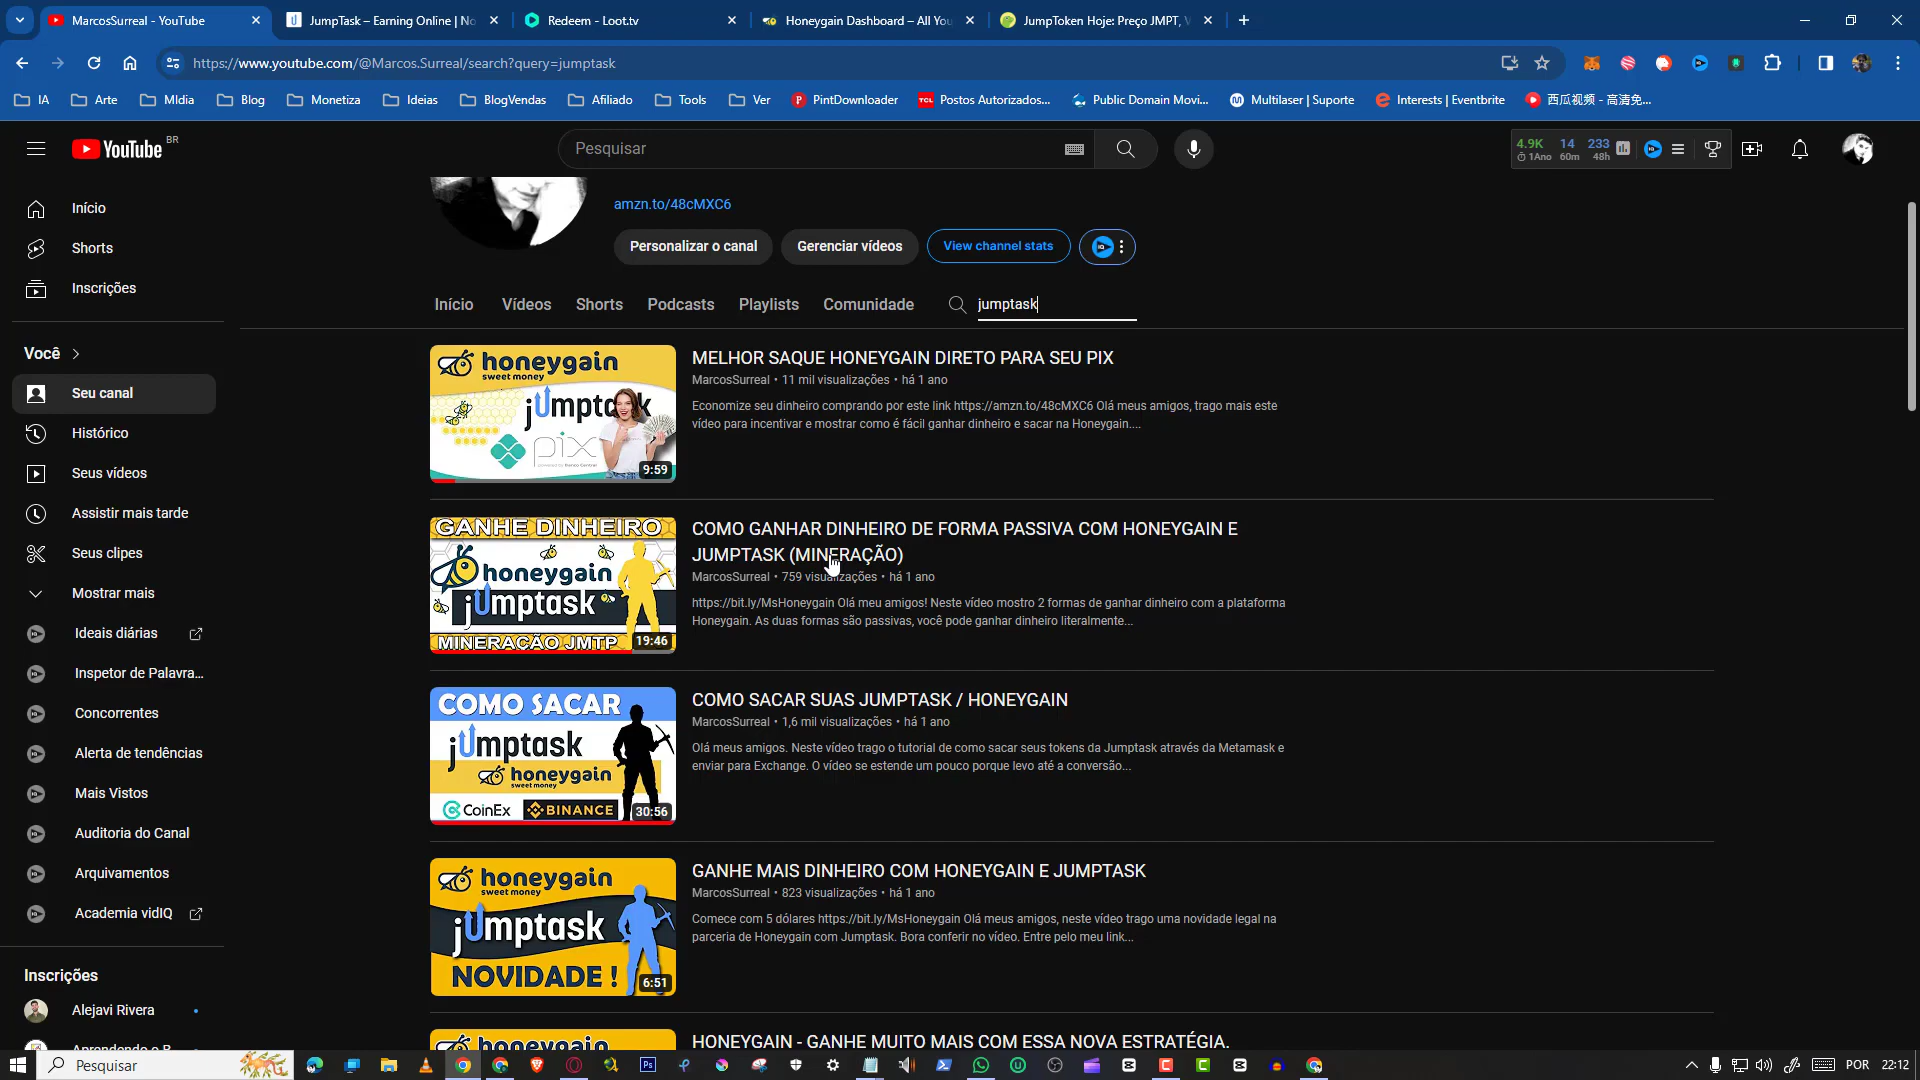 MarcosSurreal - YouTube
JumpTask – Earning Online | No
Redeem - Loot.tv
Honeygain Dashboard – All You
JumpToken Hoje: Preço JMPT, V
https://www.youtube.com/@Marcos.Surreal/search?query=jumptask
IA
Arte
MIdia
Blog
Monetiza
Ideias
BlogVendas
Afiliado
Tools
Ver
PintDownloader
TCL
Postos Autorizados...
Public Domain Movi...
Multilaser | Suporte
Interests | Eventbrite
西瓜视频 - 高清免...
YouTube BR
Pesquisar
4.9K 14 233
1Ano 60m 48h
Início
Shorts
Inscrições
Você
Seu canal
Histórico
Seus vídeos
Assistir mais tarde
Seus clipes
Mostrar mais
Ideais diárias
Inspetor de Palavra...
Concorrentes
Alerta de tendências
Mais Vistos
Auditoria do Canal
Arquivamentos
Academia vidIQ
Inscrições
Alejavi Rivera
amzn.to/48cMXC6
Personalizar o canal
Gerenciar vídeos
View channel stats
Início
Vídeos
Shorts
Podcasts
Playlists
Comunidade
jumptask
honeygain
sweet money
jumptask
pix
9:59
MELHOR SAQUE HONEYGAIN DIRETO PARA SEU PIX
MarcosSurreal • 11 mil visualizações • há 1 ano
Economize seu dinheiro comprando por este link https://amzn.to/48cMXC6 Olá meus amigos, trago mais este
vídeo para incentivar e mostrar como é fácil ganhar dinheiro e sacar na Honeygain....
GANHE DINHEIRO
honeygain
jumptask
MINERAÇÃO JMTP
19:46
COMO GANHAR DINHEIRO DE FORMA PASSIVA COM HONEYGAIN E
JUMPTASK (MINERAÇÃO)
MarcosSurreal • 759 visualizações • há 1 ano
https://bit.ly/MsHoneygain Olá meu amigos! Neste vídeo mostro 2 formas de ganhar dinheiro com a plataforma
Honeygain. As duas formas são passivas, você pode ganhar dinheiro literalmente...
COMO SACAR
jumptask
honeygain
sweet money
CoinEx
BINANCE
30:56
COMO SACAR SUAS JUMPTASK / HONEYGAIN
MarcosSurreal • 1,6 mil visualizações • há 1 ano
Olá meus amigos. Neste vídeo trago o tutorial de como sacar seus tokens da Jumptask através da Metamask e
enviar para Exchange. O vídeo se estende um pouco porque levo até a conversão...
honeygain
sweet money
jumptask
NOVIDADE !
6:51
GANHE MAIS DINHEIRO COM HONEYGAIN E JUMPTASK
MarcosSurreal • 823 visualizações • há 1 ano
Comece com 5 dólares https://bit.ly/MsHoneygain Olá meus amigos, neste vídeo trago uma novidade legal na
parceria de Honeygain com Jumptask. Bora conferir no vídeo. Entre pelo meu link...
HONEYGAIN - GANHE MUITO MAIS COM ESSA NOVA ESTRATÉGIA.
Pesquisar
Ps
POR
22:12